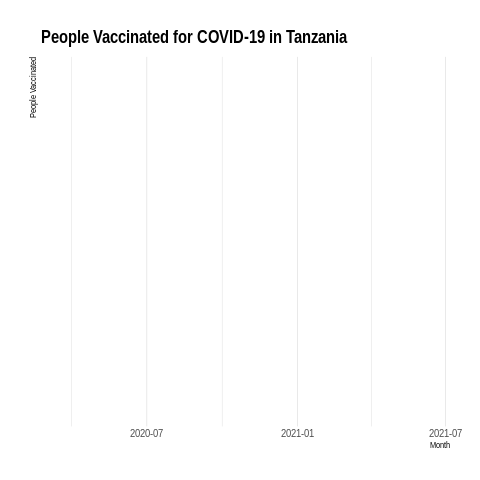 People Vaccinated for COVID-19 in Tanzania
People Vaccinated
2020-07
2021-01
2021-07
Month